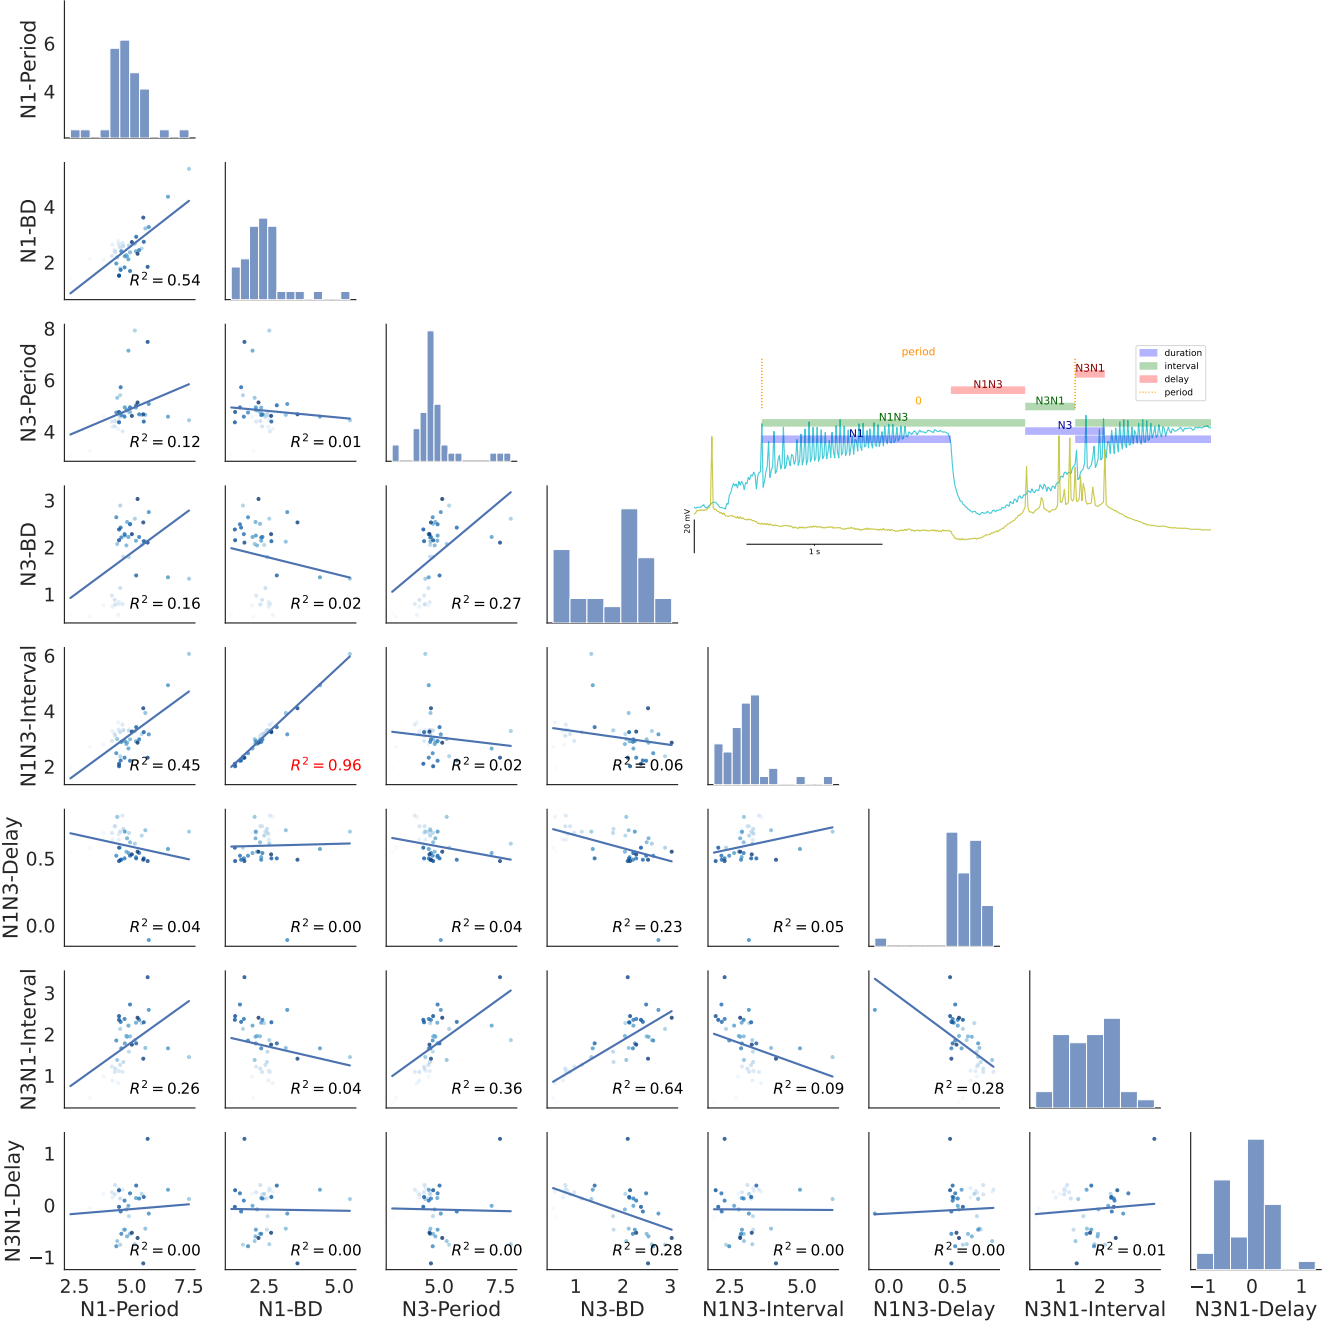 N1-Period
6
4
N1-BD
4
2
R² = 0.54
N3-Period
8
6
4
R² = 0.12
R² = 0.01
period
N1N3
N3N1
0
N3N1
N1N3
N1
N3
duration
interval
delay
period
20 mV
1 s
N3-BD
3
2
1
R² = 0.16
R² = 0.02
R² = 0.27
N1N3-Interval
6
4
2
R² = 0.45
R² = 0.96
R² = 0.02
R² = 0.06
N1N3-Delay
0.5
0.0
R² = 0.04
R² = 0.00
R² = 0.04
R² = 0.23
R² = 0.05
N3N1-Interval
3
2
1
R² = 0.26
R² = 0.04
R² = 0.36
R² = 0.64
R² = 0.09
R² = 0.28
N3N1-Delay
1
0
−1
R² = 0.00
R² = 0.00
R² = 0.00
R² = 0.28
R² = 0.00
R² = 0.00
R² = 0.01
2.5 5.0 7.5
2.5 5.0
5.0 7.5
1 2 3
2.5 5.0
0.0 0.5
1 2 3
−1 0 1
N1-Period
N1-BD
N3-Period
N3-BD
N1N3-Interval
N1N3-Delay
N3N1-Interval
N3N1-Delay